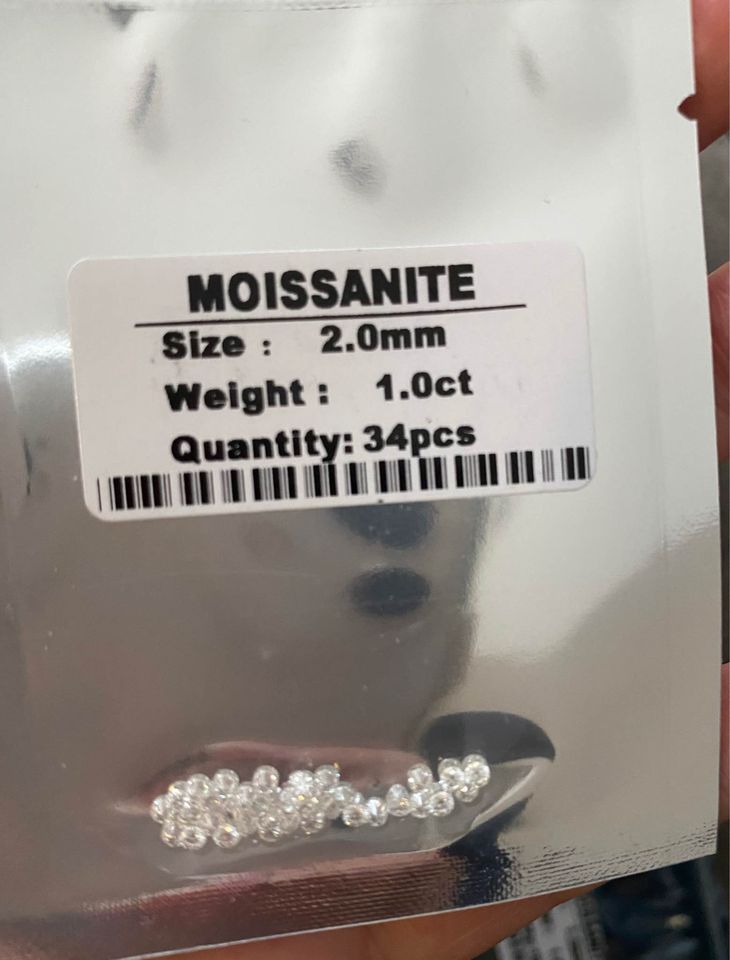 MOISSANITE
Size : 2.0mm
Weight : 1.0ct
Quantity: 34pcs